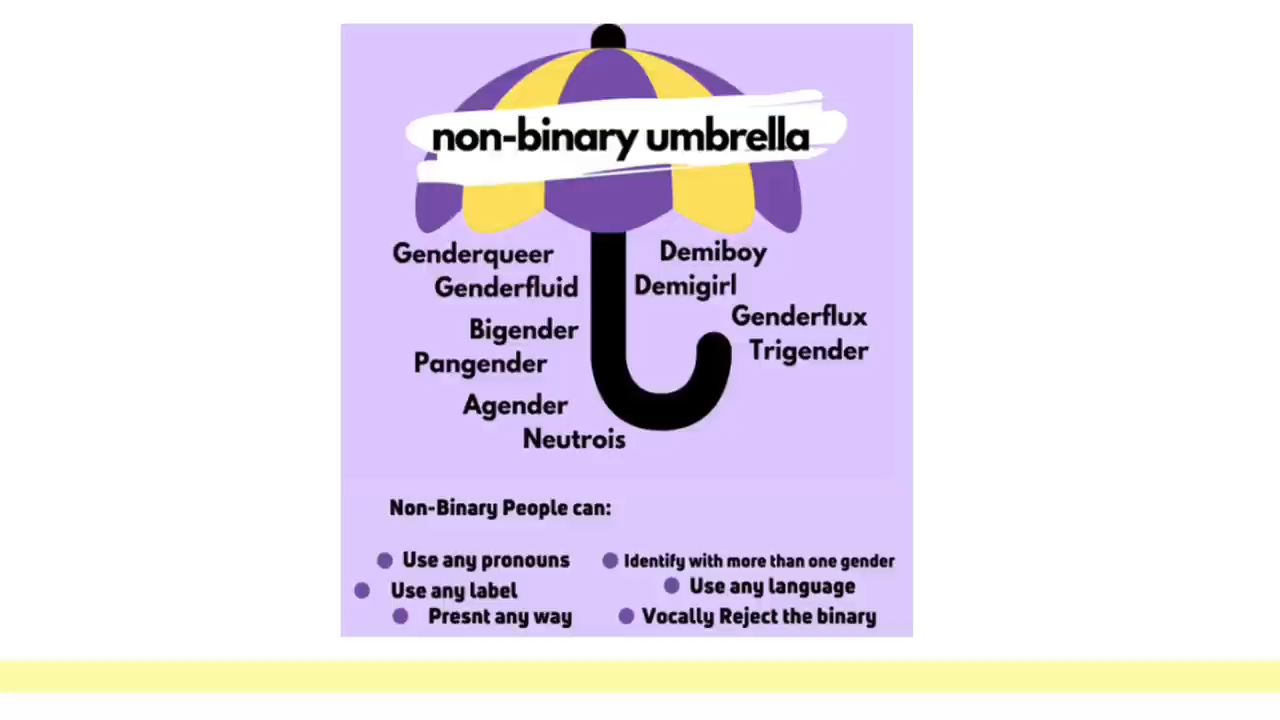 non-binary umbrella
Genderqueer
Genderfluid
Bigender
Pangender
Agender
Neutrois
Demiboy
Demigirl
Genderflux
Trigender
Non-Binary People can:
Use any pronouns
Use any label
Presnt any way
Identify with more than one gender
Use any language
Vocally Reject the binary